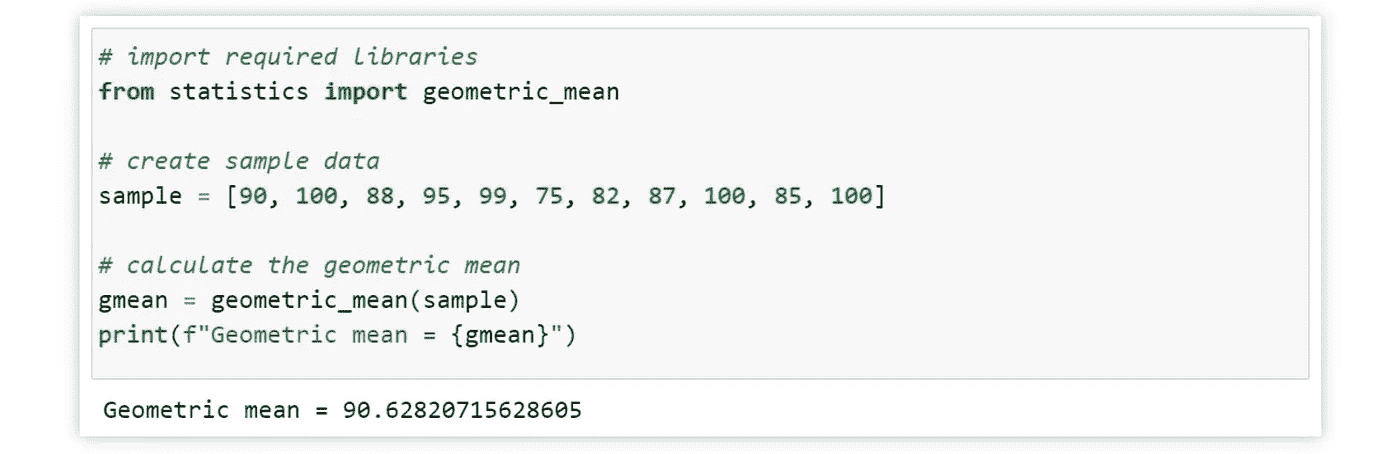 # import required libraries
from statistics import geometric_mean
# create sample data
sample = [90, 100, 88, 95, 99, 75, 82, 87, 100, 85, 100]
# calculate the geometric mean
gmean = geometric_mean(sample)
print(f"Geometric mean = {gmean}")
Geometric mean = 90.62820715628605